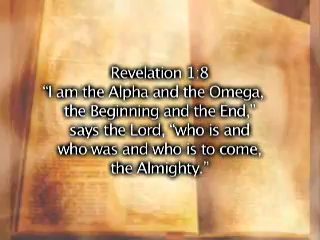 Revelation 1:8
“I am the Alpha and the Omega,
the Beginning and the End,”
says the Lord, “who is and
who was and who is to come,
the Almighty.”